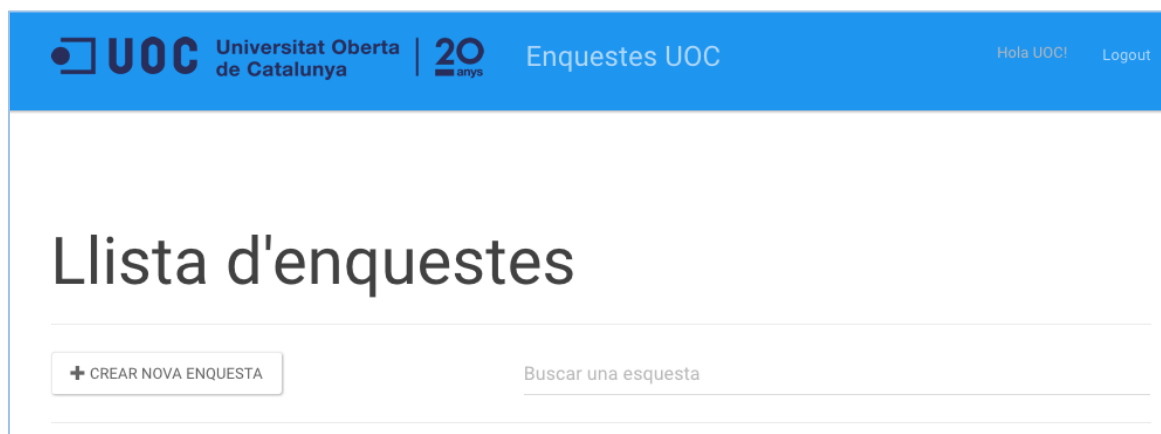 UOC Universitat Oberta
de Catalunya
20
anys
Enquestes UOC
Hola UOC!
Logout
Llista d'enquestes
CREAR NOVA ENQUESTA
Buscar una esquesta